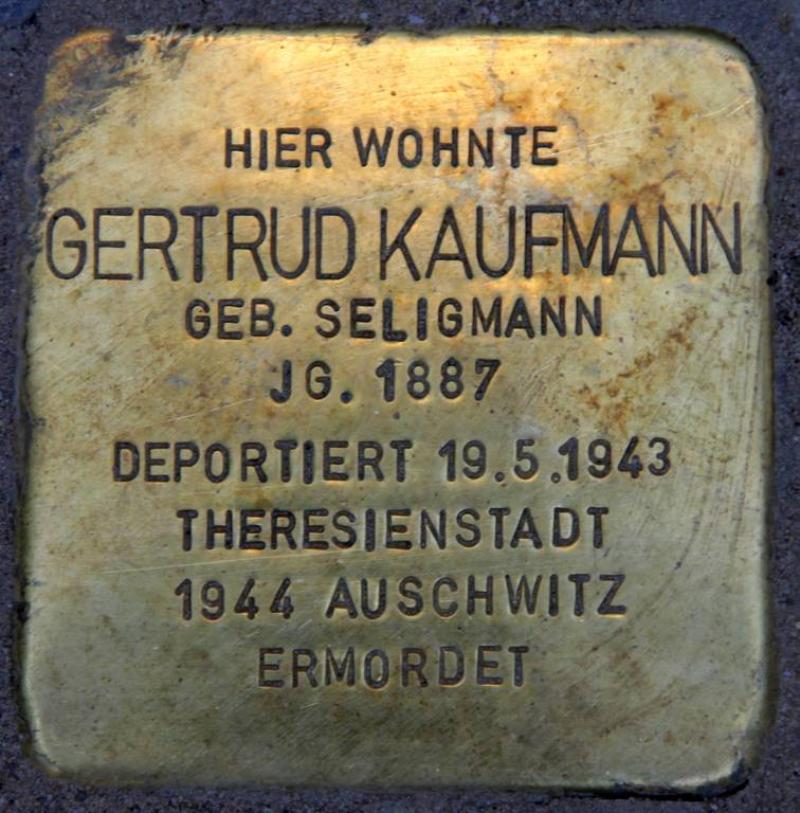 HIER WOHNTE
GERTRUD KAUFMANN
GEB. SELIGMANN
JG. 1887
DEPORTIERT 19.5.1943
THERESIENSTADT
1944 AUSCHWITZ
ERMORDET